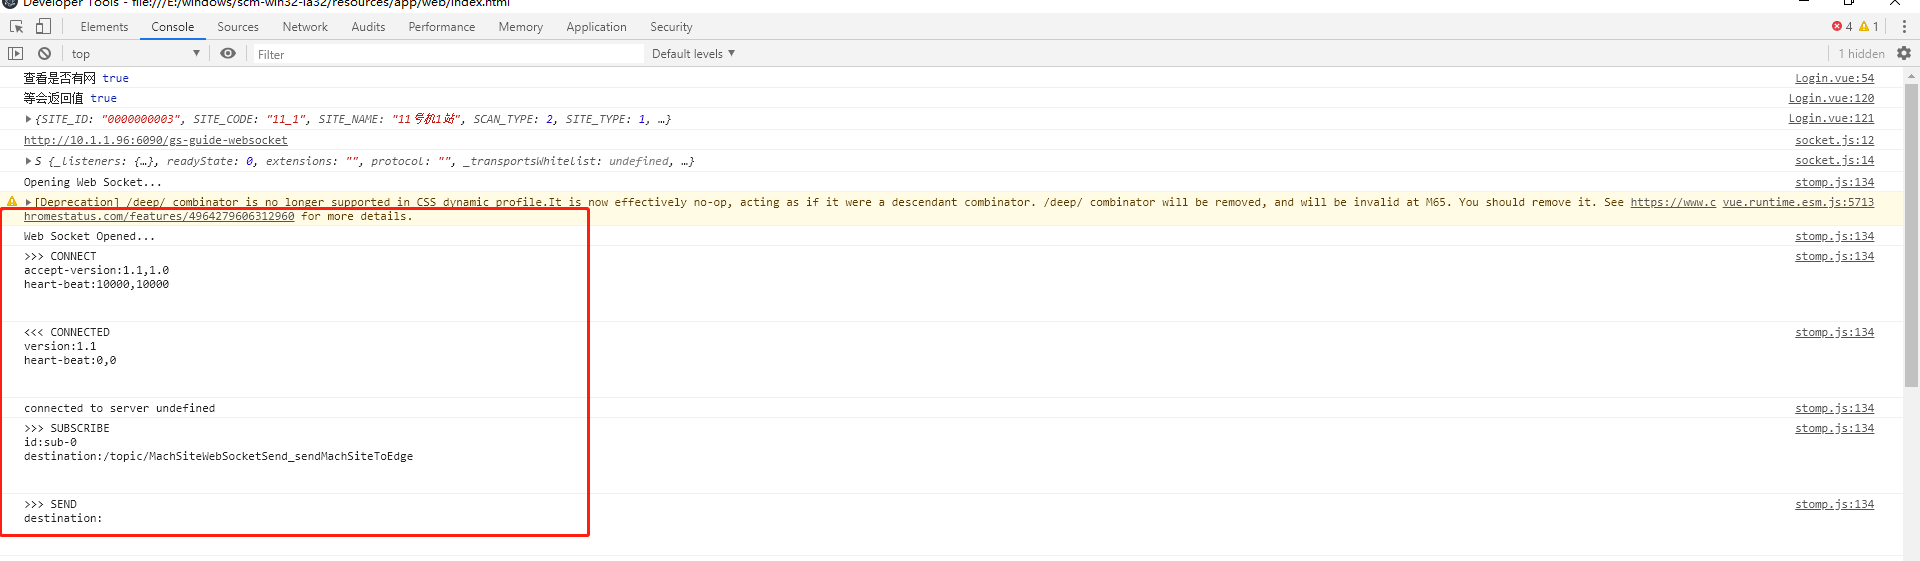 Developer Tools - file:///E:/windows/scm-win32-ia32/resources/app/web/index.html
Elements Console Sources Network Audits Performance Memory Application Security 4 1
top Filter Default levels 1 hidden
查看是否有网 true Login.vue:54
等会返回值 true Login.vue:120
{SITE_ID: "0000000003", SITE_CODE: "11_1", SITE_NAME: "11号机1站", SCAN_TYPE: 2, SITE_TYPE: 1, …} Login.vue:121
http://10.1.1.96:6090/gs-guide-websocket socket.js:12
S {_listeners: {…}, readyState: 0, extensions: "", protocol: "", _transportsWhitelist: undefined, …} socket.js:14
Opening Web Socket... stomp.js:134
[Deprecation] /deep/ combinator is no longer supported in CSS dynamic profile.It is now effectively no-op, acting as if it were a descendant combinator. /deep/ combinator will be removed, and will be invalid at M65. You should remove it. See https://www.c vue.runtime.esm.js:5713
hromestatus.com/features/4964279606312960 for more details.
Web Socket Opened... stomp.js:134
>>> CONNECT stomp.js:134
accept-version:1.1,1.0
heart-beat:10000,10000
<<< CONNECTED stomp.js:134
version:1.1
heart-beat:0,0
connected to server undefined stomp.js:134
>>> SUBSCRIBE stomp.js:134
id:sub-0
destination:/topic/MachSiteWebSocketSend_sendMachSiteToEdge
>>> SEND stomp.js:134
destination: